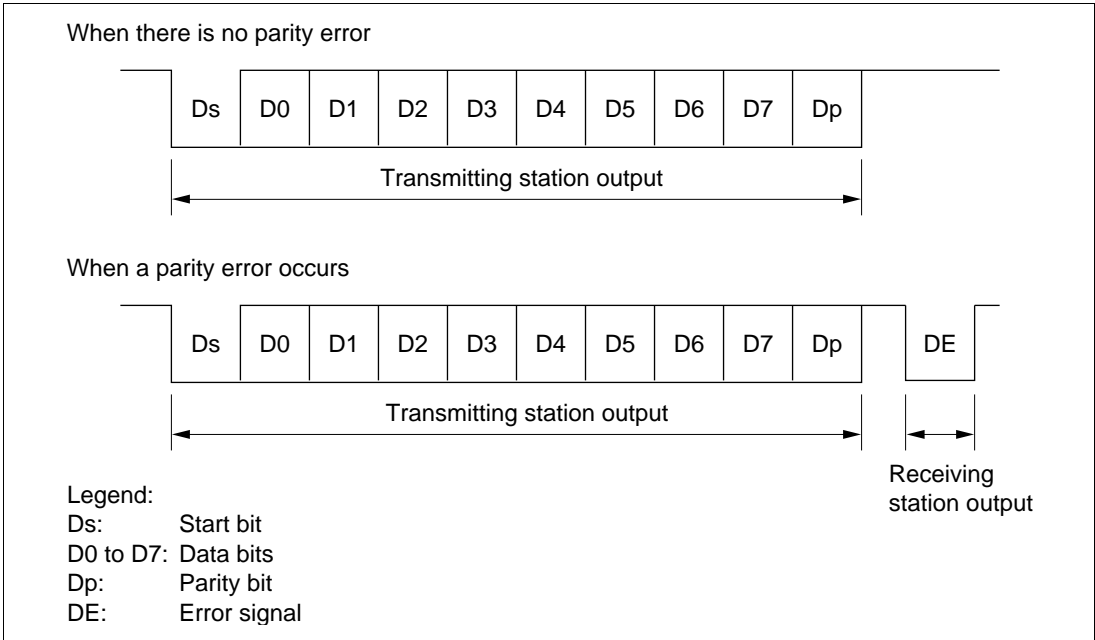 When there is no parity error
Ds D0 D1 D2 D3 D4 D5 D6 D7 Dp
Transmitting station output
When a parity error occurs
Ds D0 D1 D2 D3 D4 D5 D6 D7 Dp DE
Transmitting station output
Receiving
station output
Legend:
Ds: Start bit
D0 to D7: Data bits
Dp: Parity bit
DE: Error signal